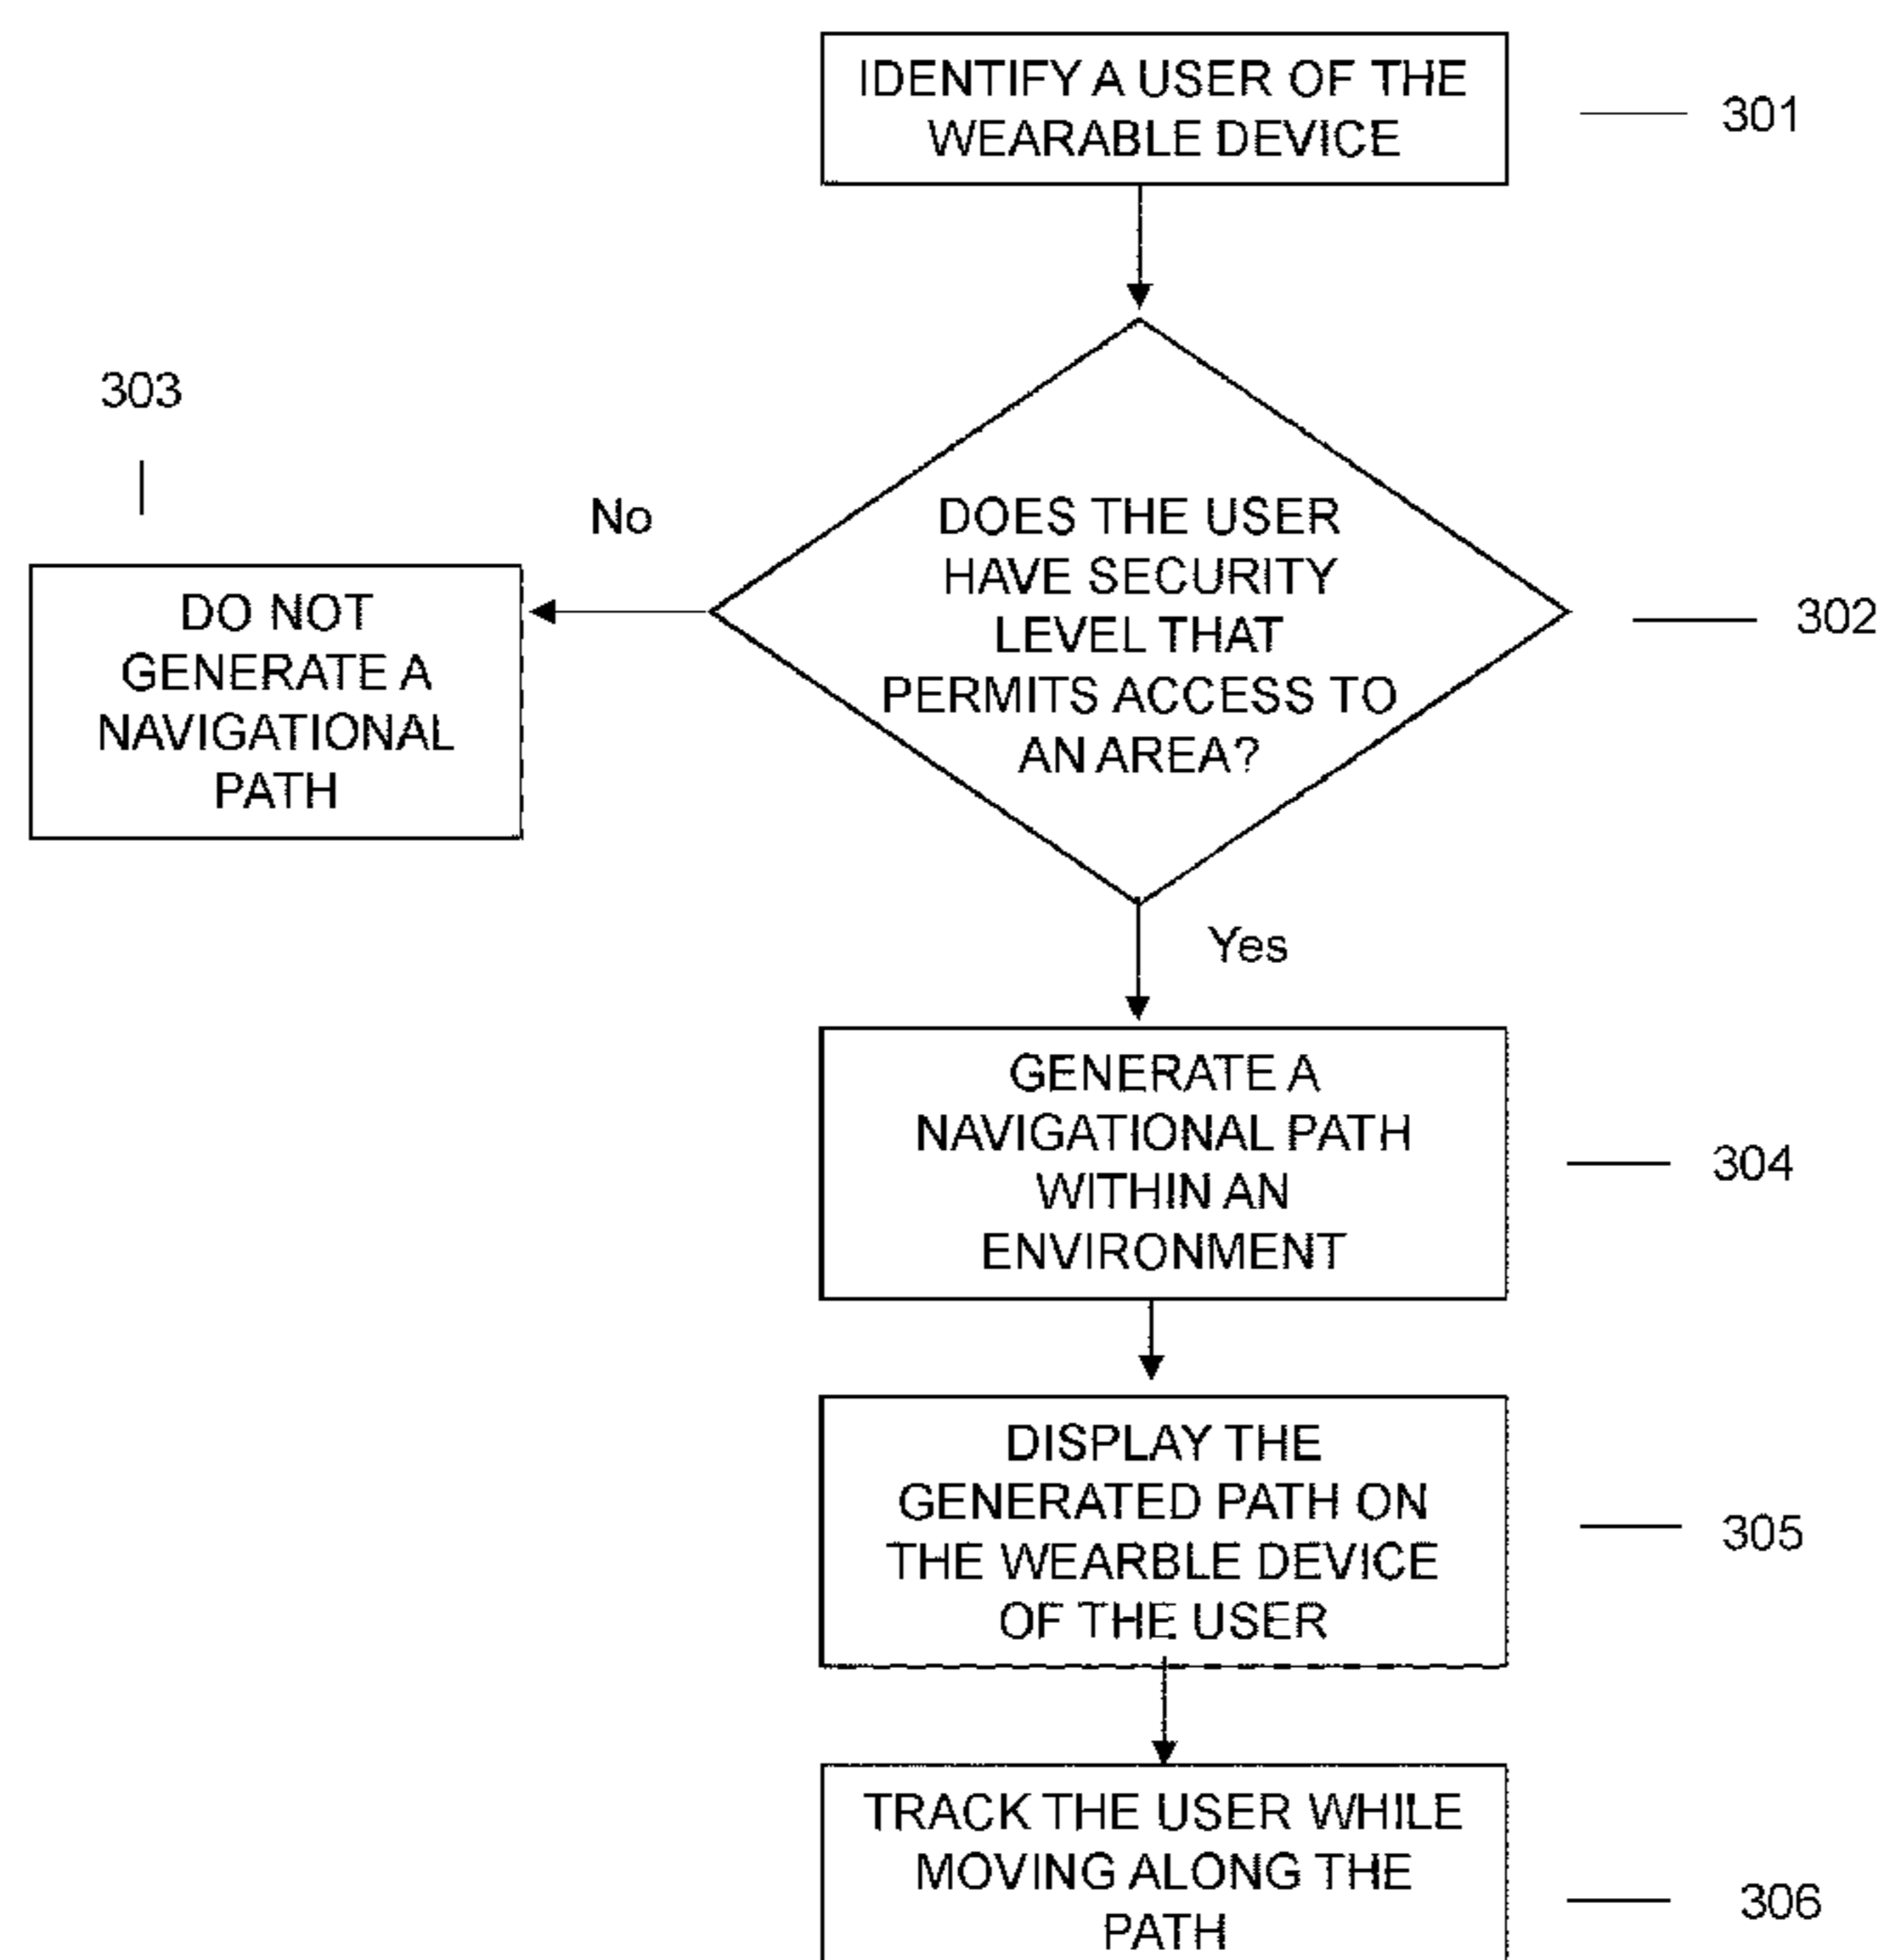 IDENTIFY A USER OF THE
WEARABLE DEVICE
301
303
No
DOES THE USER
HAVE SECURITY
LEVEL THAT
PERMITS ACCESS TO
AN AREA?
302
DO NOT
GENERATE A
NAVIGATIONAL
PATH
Yes
GENERATE A
NAVIGATIONAL PATH
WITHIN AN
ENVIRONMENT
304
DISPLAY THE
GENERATED PATH ON
THE WEARBLE DEVICE
OF THE USER
305
TRACK THE USER WHILE
MOVING ALONG THE
PATH
306